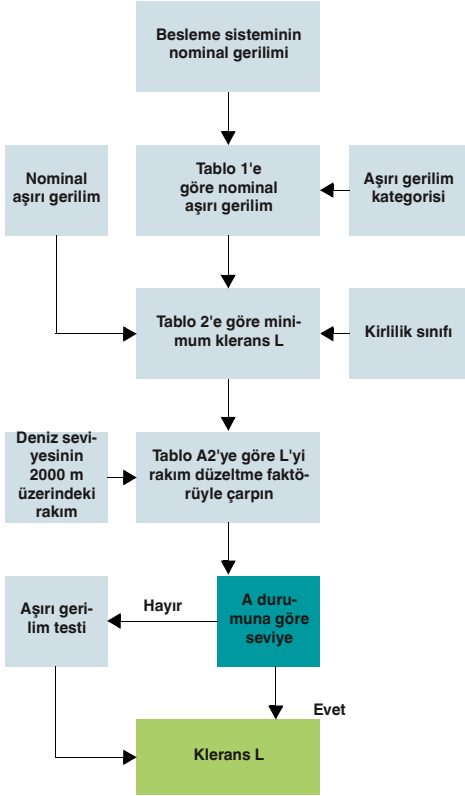 Besleme sisteminin
nominal gerilimi
Nominal
aşırı gerilim
Tablo 1'e
göre nominal
aşırı gerilim
Aşırı gerilim
kategorisi
Tablo 2'e göre mini-
mum klerans L
Kirlilik sınıfı
Deniz sevi-
yesinin
2000 m
üzerindeki
rakım
Tablo A2'ye göre L'yi
rakım düzeltme faktö-
rüyle çarpın
Aşırı geri-
lim testi
Hayır
A duru-
muna göre
seviye
Evet
Klerans L